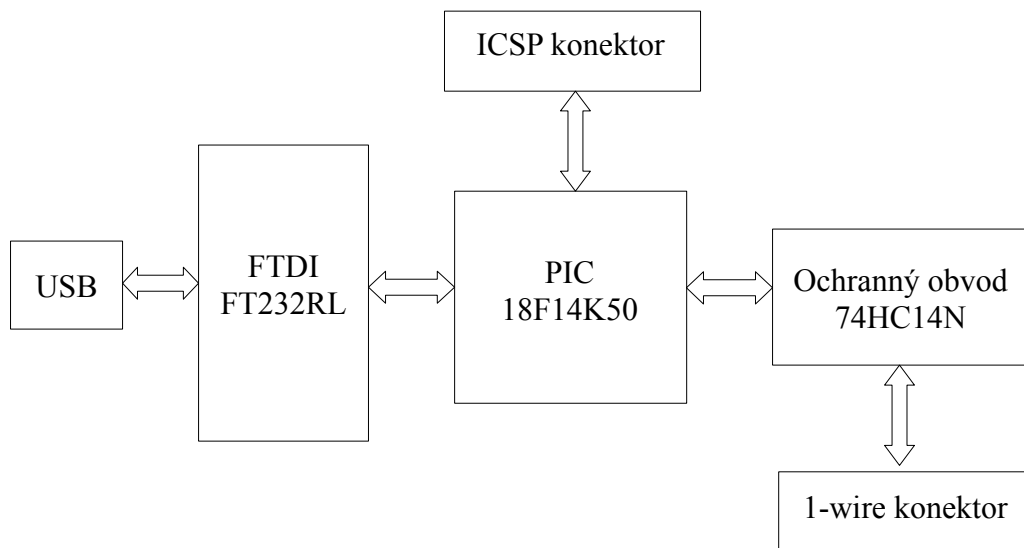 ICSP konektor
USB
FTDI
FT232RL
PIC
18F14K50
Ochranný obvod
74HC14N
1-wire konektor